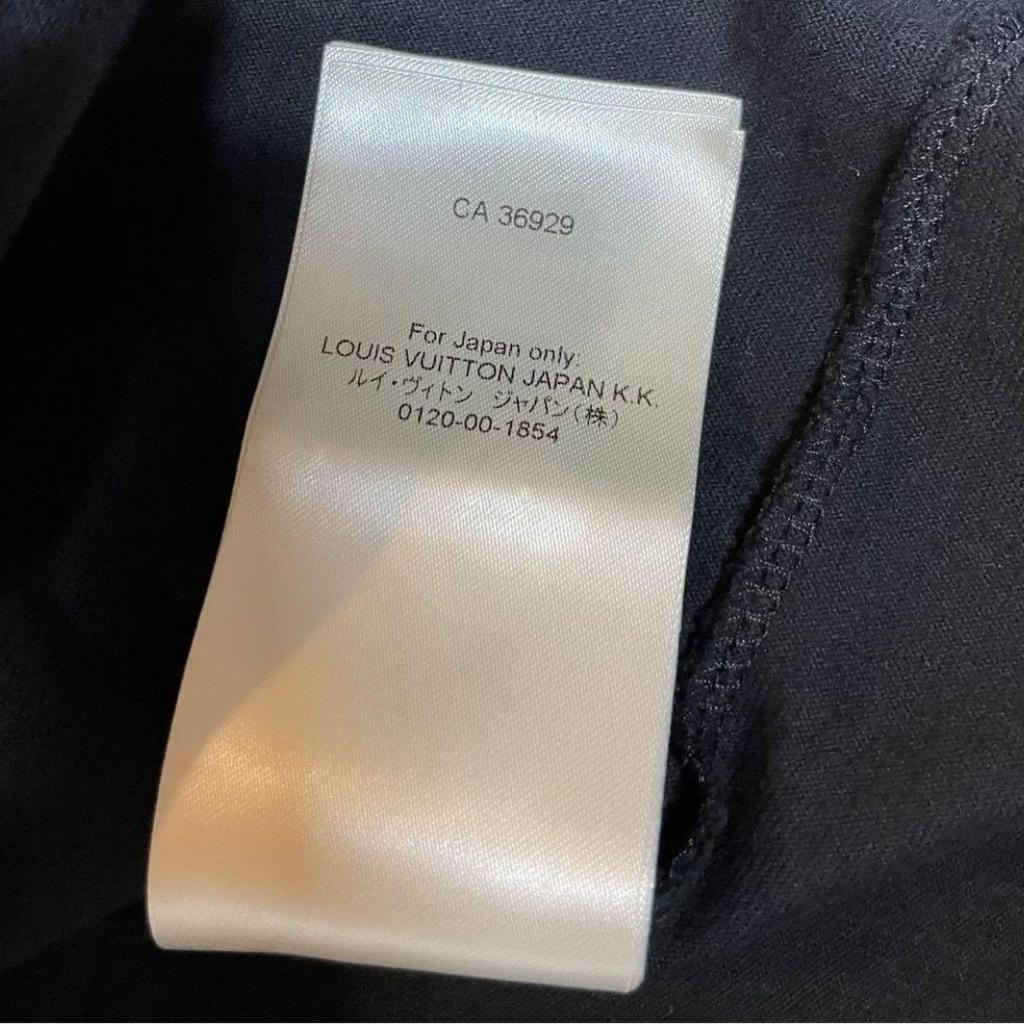 CA 36929
For Japan only:
LOUIS VUITTON JAPAN K.K.
ルイ・ヴィトン ジャパン(株)
0120-00-1854